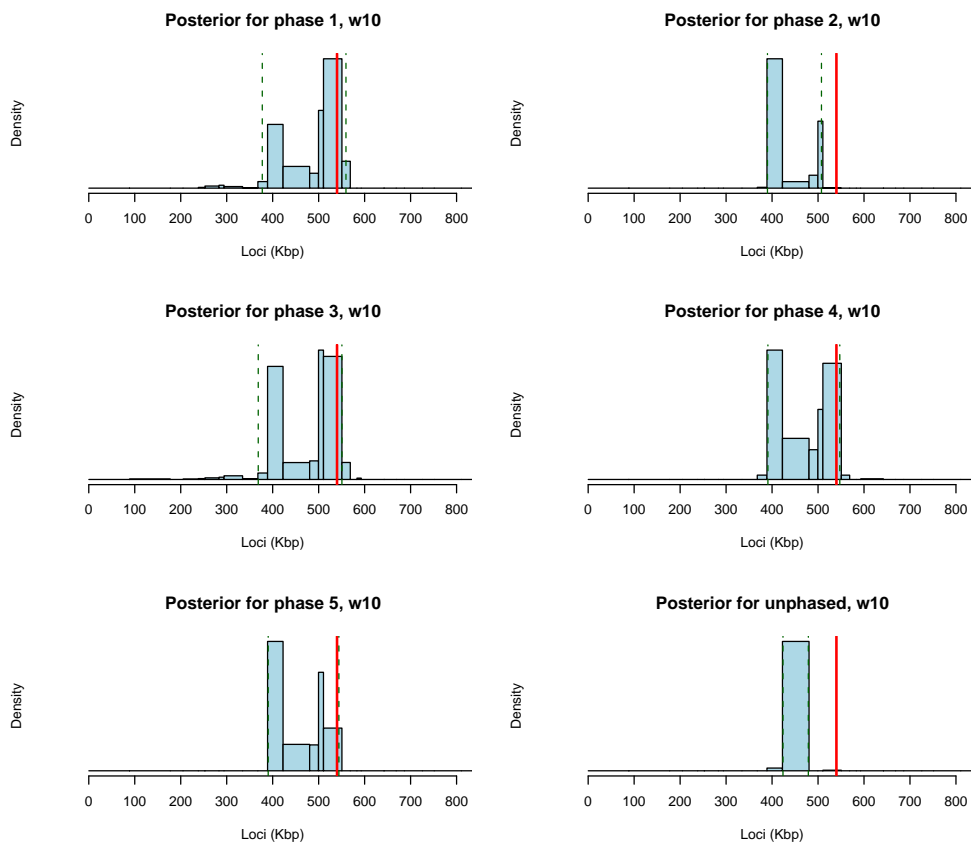 Posterior for phase 1, w10
Density
0 100 200 300 400 500 600 700 800
Loci (Kbp)
Posterior for phase 2, w10
Density
0 100 200 300 400 500 600 700 800
Loci (Kbp)
Posterior for phase 3, w10
Density
0 100 200 300 400 500 600 700 800
Loci (Kbp)
Posterior for phase 4, w10
Density
0 100 200 300 400 500 600 700 800
Loci (Kbp)
Posterior for phase 5, w10
Density
0 100 200 300 400 500 600 700 800
Loci (Kbp)
Posterior for unphased, w10
Density
0 100 200 300 400 500 600 700 800
Loci (Kbp)